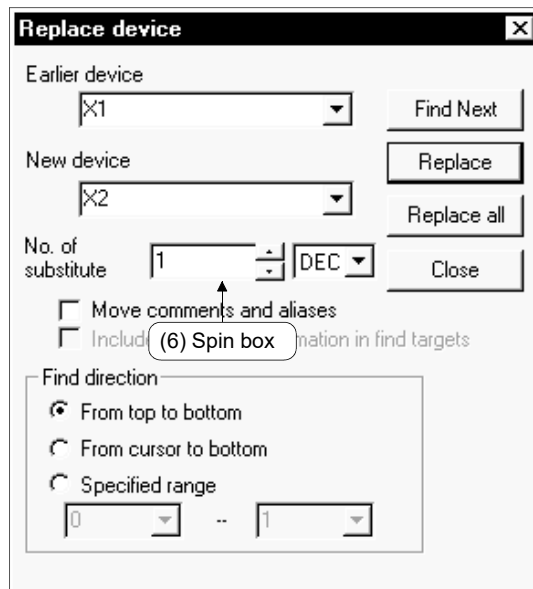 Replace device
Earlier device
X1
Find Next
New device
Replace
X2
Replace all
No. of
substitute
1
DEC
Close
Move comments and aliases
(6) Spin box
Include mation in find targets
Find direction
From top to bottom
From cursor to bottom
Specified range
0 -- 1